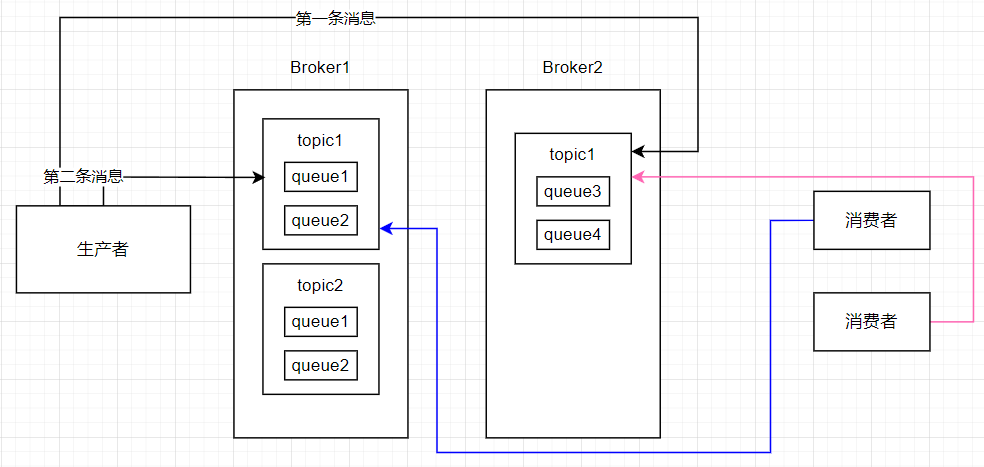 第一条消息
Broker1
Broker2
topic1
queue1
queue2
topic2
queue1
queue2
topic1
queue3
queue4
第二条消息
生产者
消费者
消费者